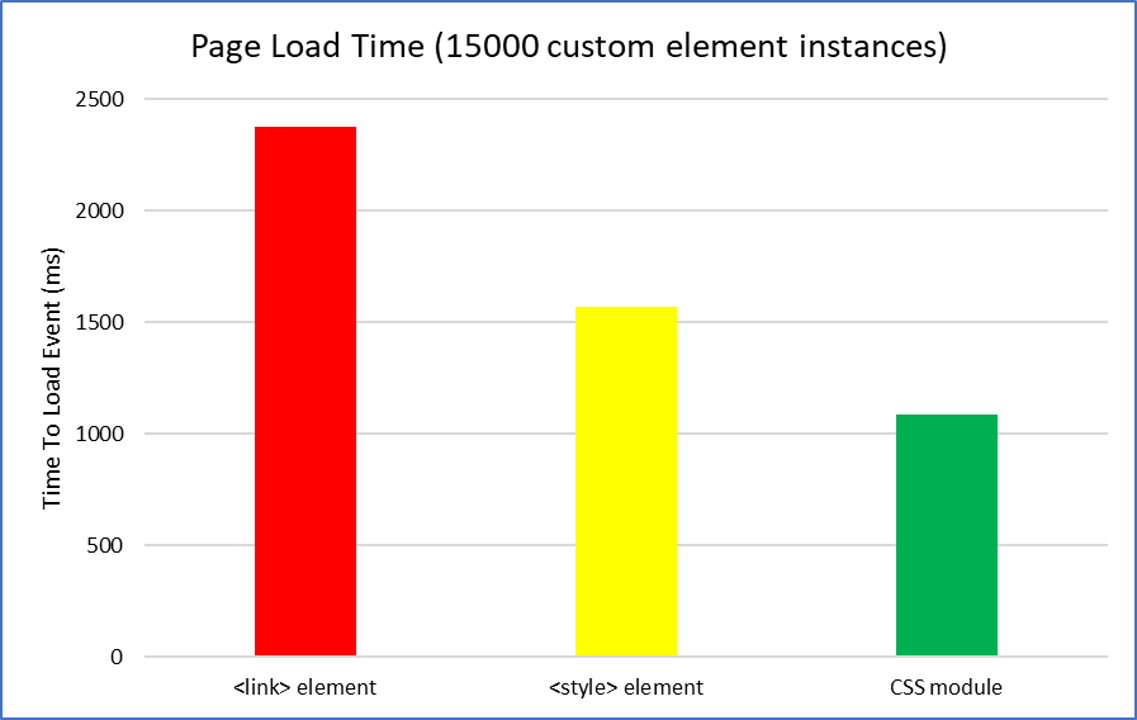 Page Load Time (15000 custom element instances)
Time To Load Event (ms)
2500
2000
1500
1000
500
0
<link> element
<style> element
CSS module